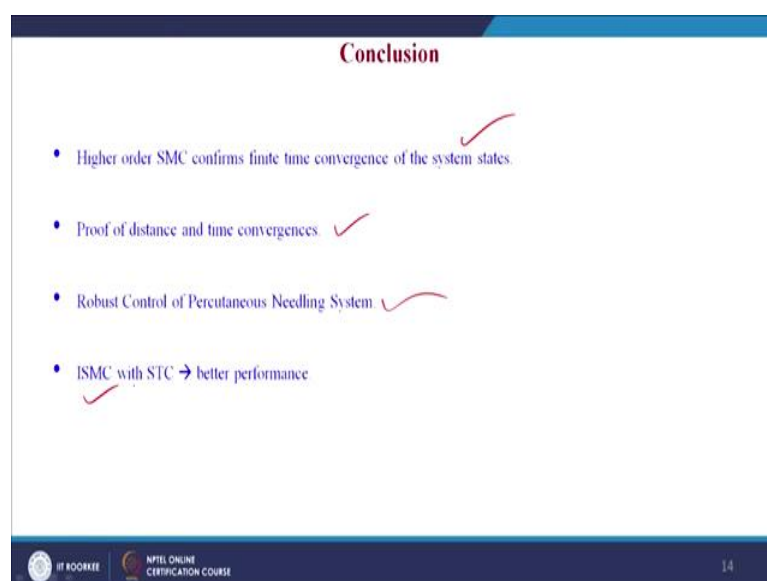 Conclusion
• Higher order SMC confirms finite time convergence of the system states.
• Proof of distance and time convergences.
• Robust Control of Percutaneous Needling System.
• ISMC with STC → better performance
IIT ROORKEE
NPTEL ONLINE
CERTIFICATION COURSE
14